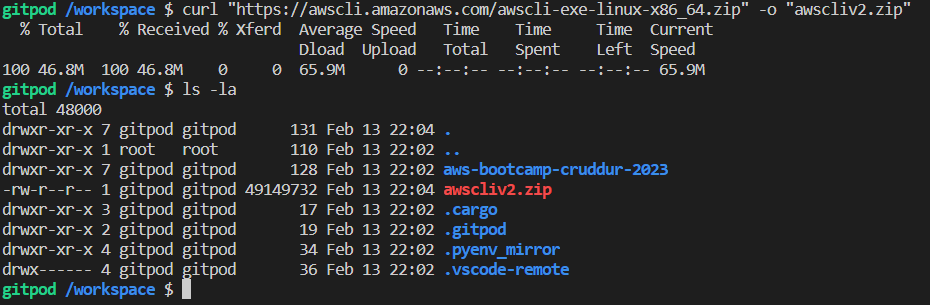 gitpod /workspace $ curl "https://awscli.amazonaws.com/awscli-exe-linux-x86_64.zip" -o "awscliv2.zip"
  % Total    % Received % Xferd  Average Speed   Time    Time     Time  Current
                                 Dload  Upload   Total   Spent    Left  Speed
100 46.8M  100 46.8M    0     0  65.9M      0 --:--:-- --:--:-- --:--:-- 65.9M
gitpod /workspace $ ls -la
total 48000
drwxr-xr-x 7 gitpod gitpod      131 Feb 13 22:04 .
drwxr-xr-x 1 root   root        110 Feb 13 22:02 ..
drwxr-xr-x 7 gitpod gitpod      128 Feb 13 22:02 aws-bootcamp-cruddur-2023
-rw-r--r-- 1 gitpod gitpod 49149732 Feb 13 22:04 awscliv2.zip
drwxr-xr-x 3 gitpod gitpod       17 Feb 13 22:02 .cargo
drwxr-xr-x 2 gitpod gitpod       19 Feb 13 22:02 .gitpod
drwxr-xr-x 4 gitpod gitpod       34 Feb 13 22:02 .pyenv_mirror
drwx------ 4 gitpod gitpod       36 Feb 13 22:02 .vscode-remote
gitpod /workspace $